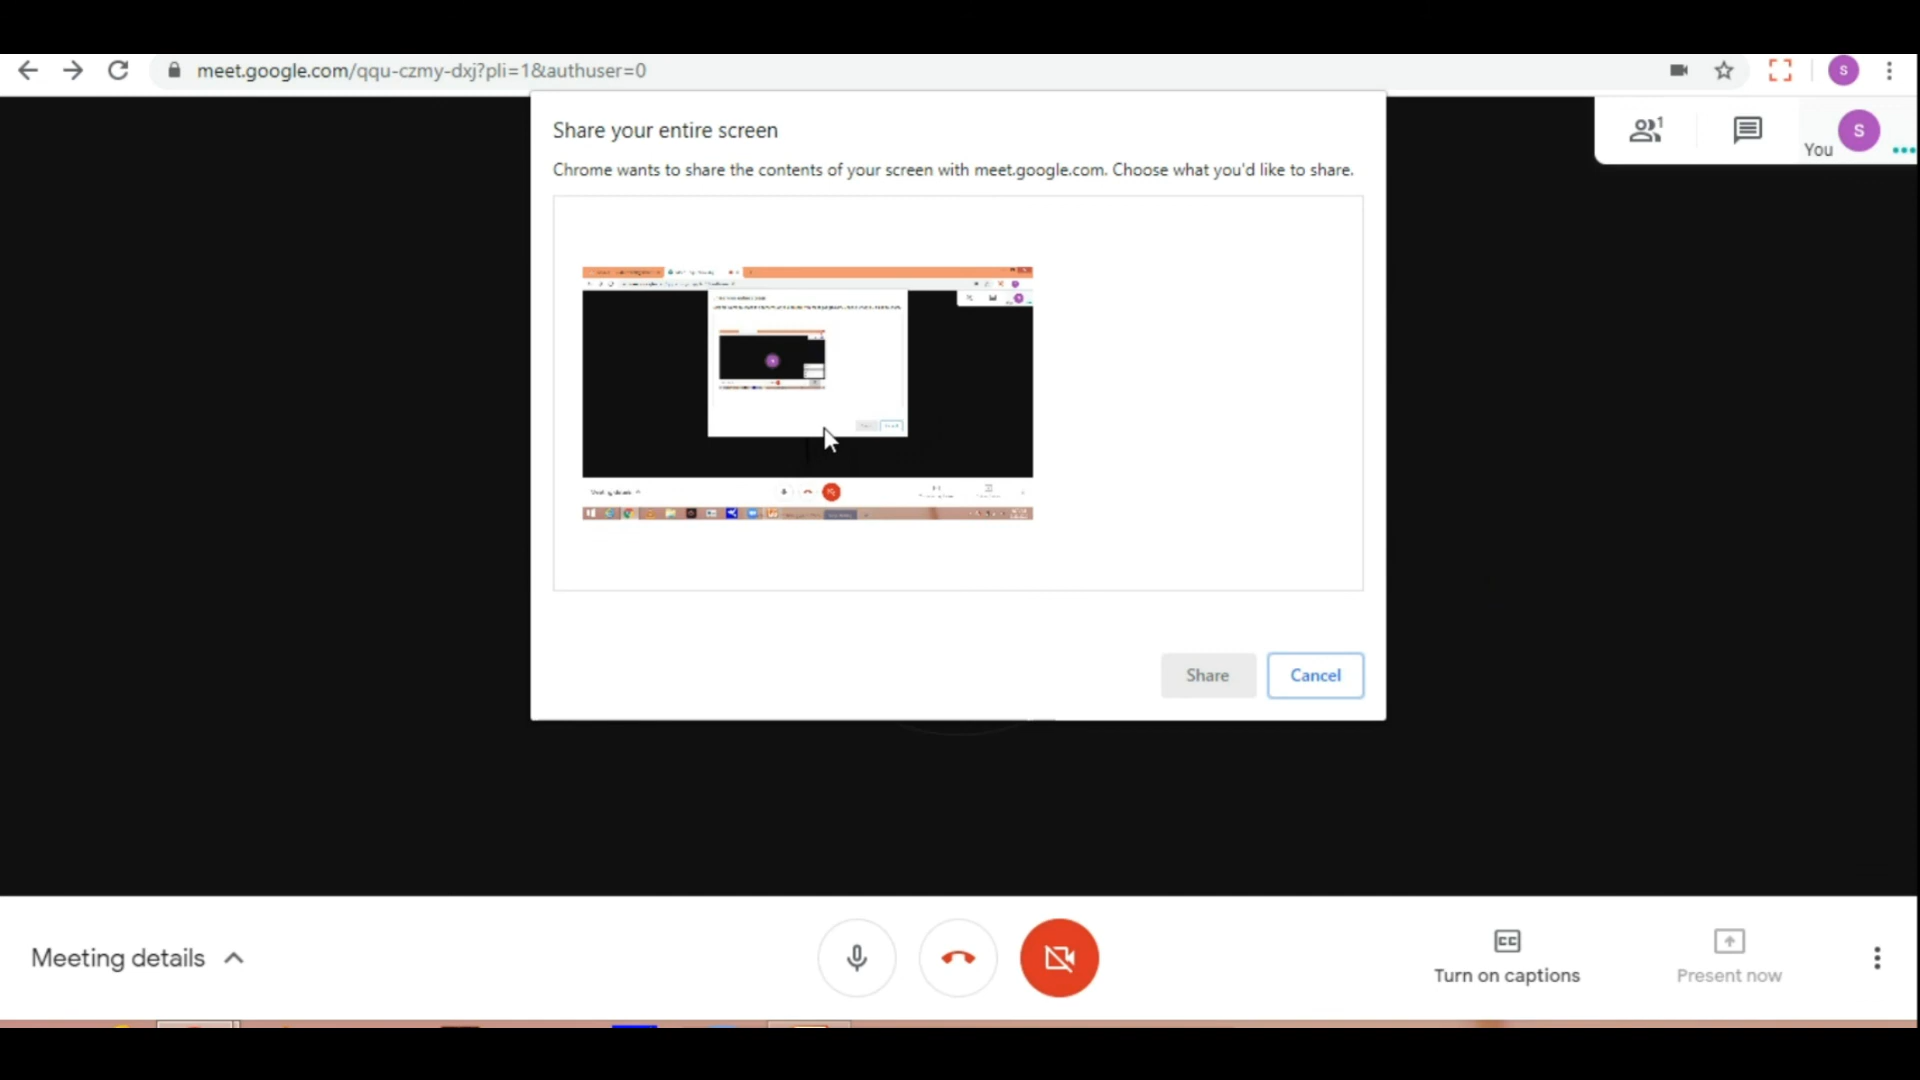 meet.google.com/qqu-czmy-dxj?pli=1&authuser=0
S
Share your entire screen
1
S
You
Chrome wants to share the contents of your screen with meet.google.com. Choose what you'd like to share.
Share
Cancel
Meeting details
CC
Turn on captions
Present now